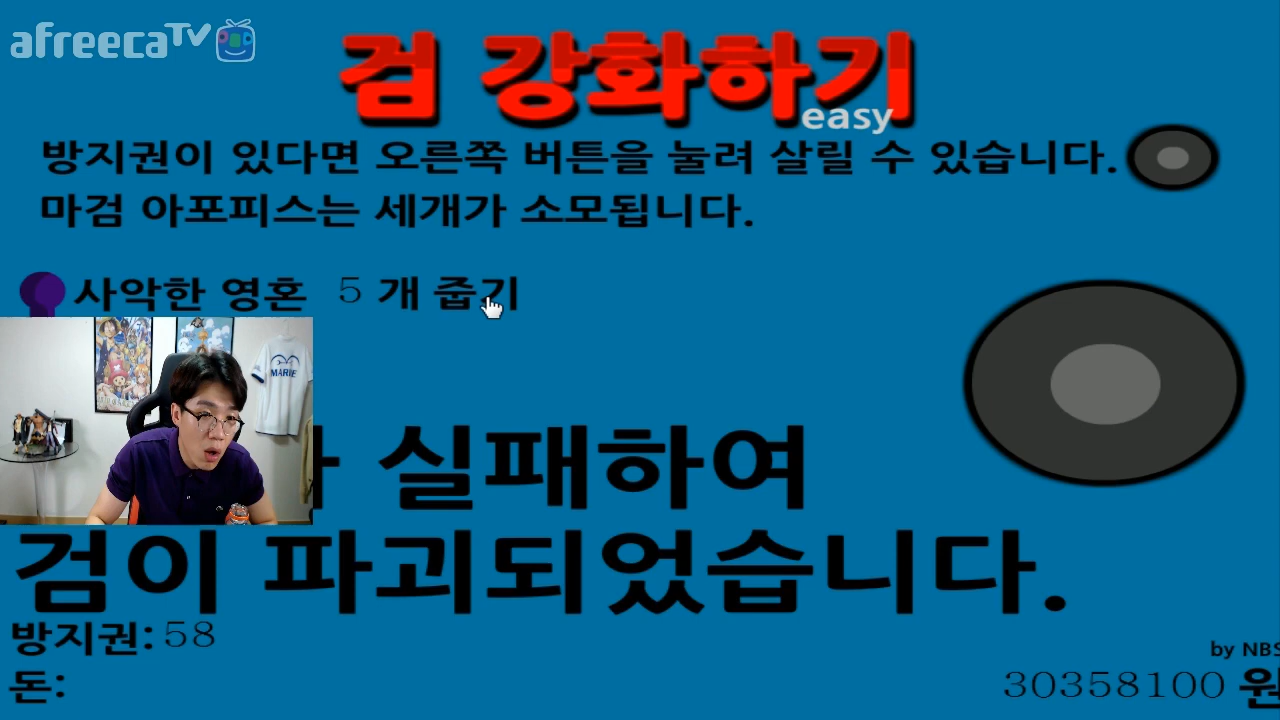 afreecaTV
검 강화하기
easy
방지권이 있다면 오른쪽 버튼을 눌려 살릴 수 있습니다.
마검 아포피스는 세개가 소모됩니다.
사악한 영혼 5 개 줍기
MARIE
실패하여
검이 파괴되었습니다.
방지권: 58
by NBS
돈: 30358100 원